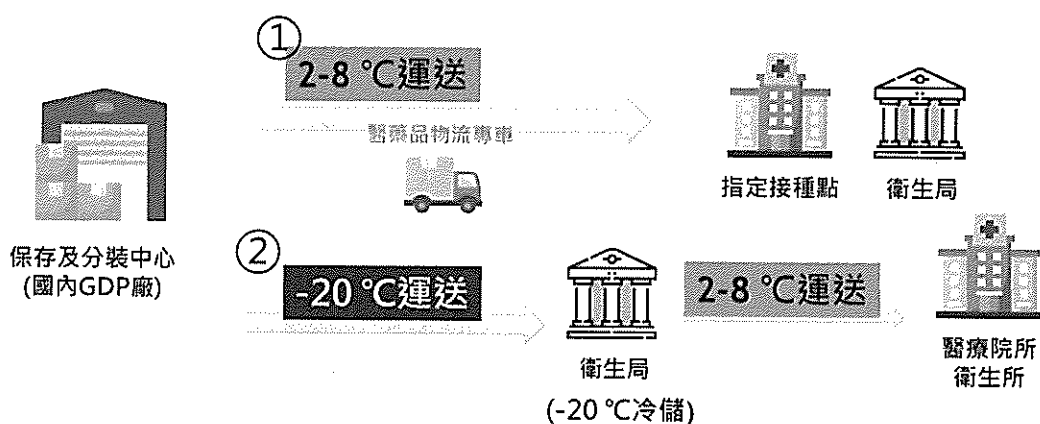 ①
2-8 ℃運送
醫藥品物流專車
指定接種點
衛生局
保存及分裝中心
(國內GDP廠)
②
-20 ℃運送
衛生局
(-20 ℃冷儲)
2-8 ℃運送
醫療院所
衛生所